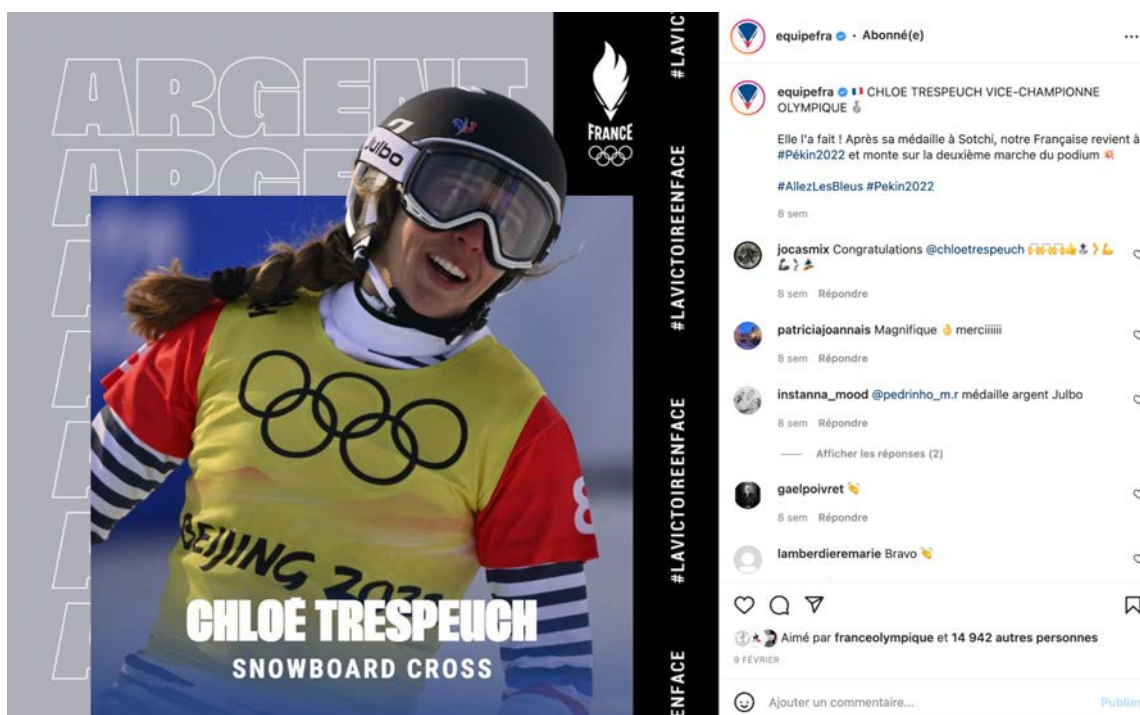 ARGENT
ARGE
A
A
A
A
A
A
FRANCE
#LAVICTOIREENFACE
#LAVICTOIREENFACE
ENFACE
#LAVIC
Julbo
8
BEIJING 2022
CHLOÉ TRESPEUCH
SNOWBOARD CROSS
equipefra • Abonné(e)
equipefra CHLOE TRESPEUCH VICE-CHAMPIONNE
OLYMPIQUE
Elle l'a fait ! Après sa médaille à Sotchi, notre Française revient à
#Pékin2022 et monte sur la deuxième marche du podium
#AllezLesBleus #Pekin2022
8 sem
jocasmix Congratulations @chloetrespeuch
8 sem Répondre
patriciajoannais Magnifique 👌 merciiiiii
8 sem Répondre
instanna_mood @pedrinho_m.r médaille argent Julbo
8 sem Répondre
Afficher les réponses (2)
gaelpoivret 👏
8 sem Répondre
lamberdieremarie Bravo 👏
Aimé par franceolympique et 14 942 autres personnes
9 FÉVRIER
Ajouter un commentaire...
Publier